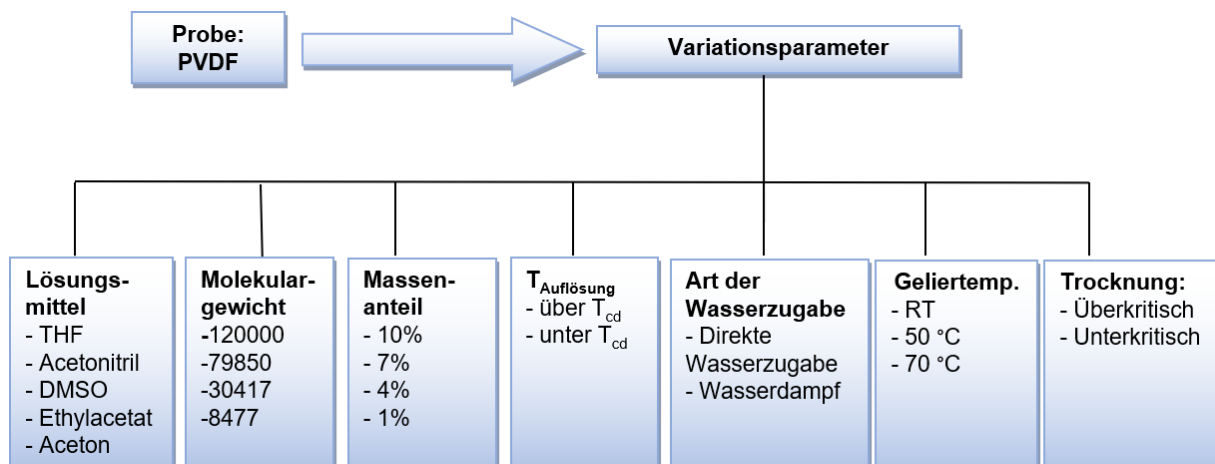 Probe:
PVDF
Variationsparameter
Lösungs-
mittel
- THF
- Acetonitril
- DMSO
- Ethylacetat
- Aceton
Molekular-
gewicht
-120000
-79850
-30417
-8477
Massen-
anteil
- 10%
- 7%
- 4%
- 1%
TAuflösung
- über Tcd
- unter Tcd
Art der
Wasserzugabe
- Direkte
Wasserzugabe
- Wasserdampf
Geliertemp.
- RT
- 50 °C
- 70 °C
Trocknung:
- Überkritisch
- Unterkritisch